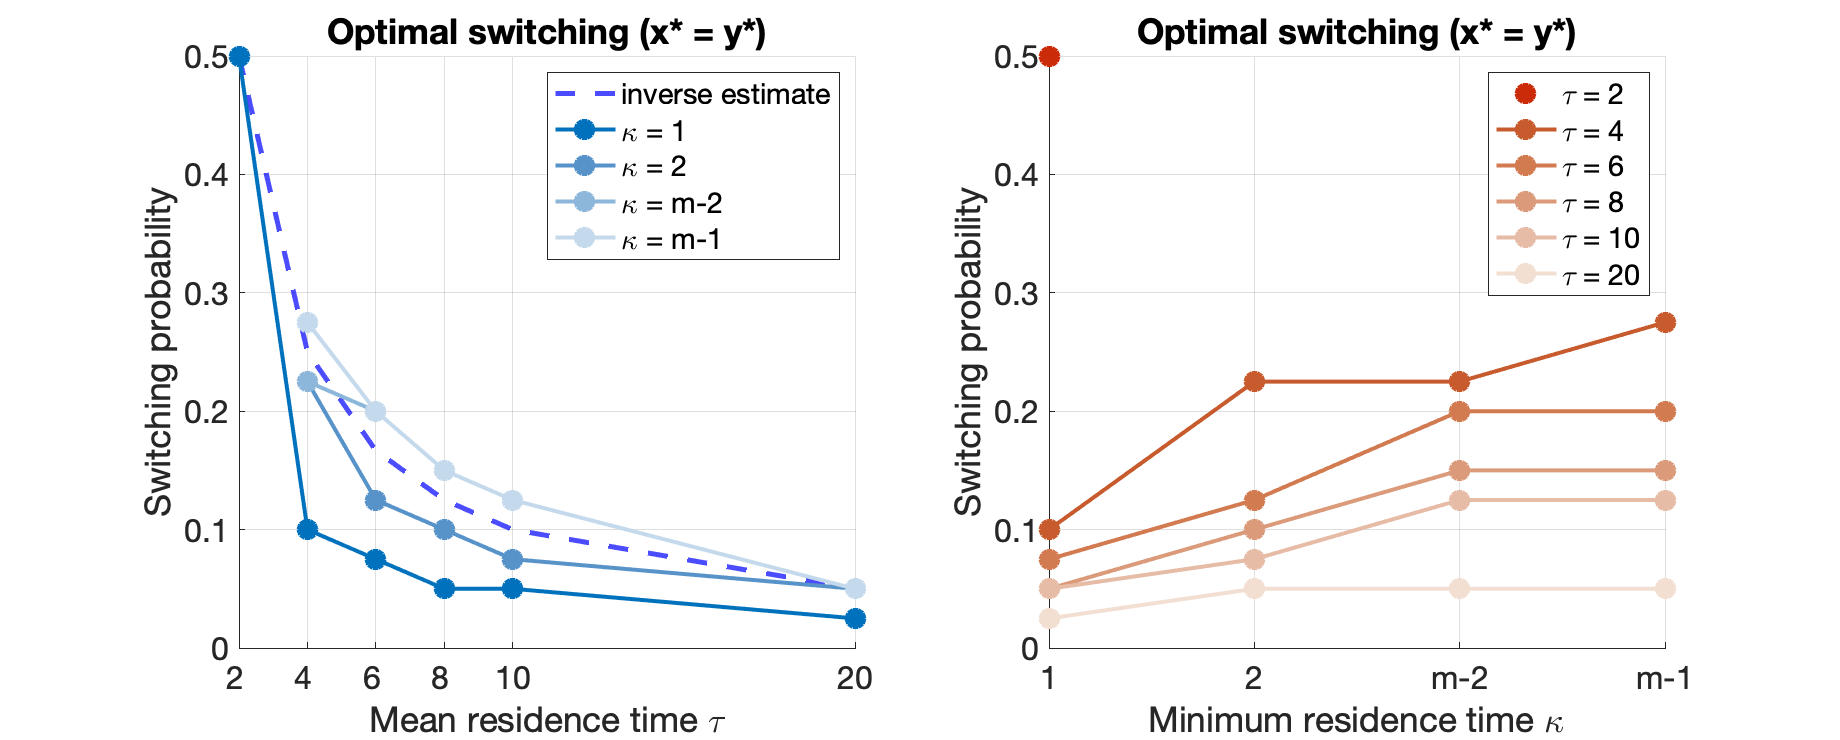 Optimal switching (x* = y*)
Switching probability
0.5
0.4
0.3
0.2
0.1
0
2 4 6 8 10 20
Mean residence time τ
inverse estimate
κ = 1
κ = 2
κ = m-2
κ = m-1
Optimal switching (x* = y*)
Switching probability
0.5
0.4
0.3
0.2
0.1
0
1 2 m-2 m-1
Minimum residence time κ
τ = 2
τ = 4
τ = 6
τ = 8
τ = 10
τ = 20